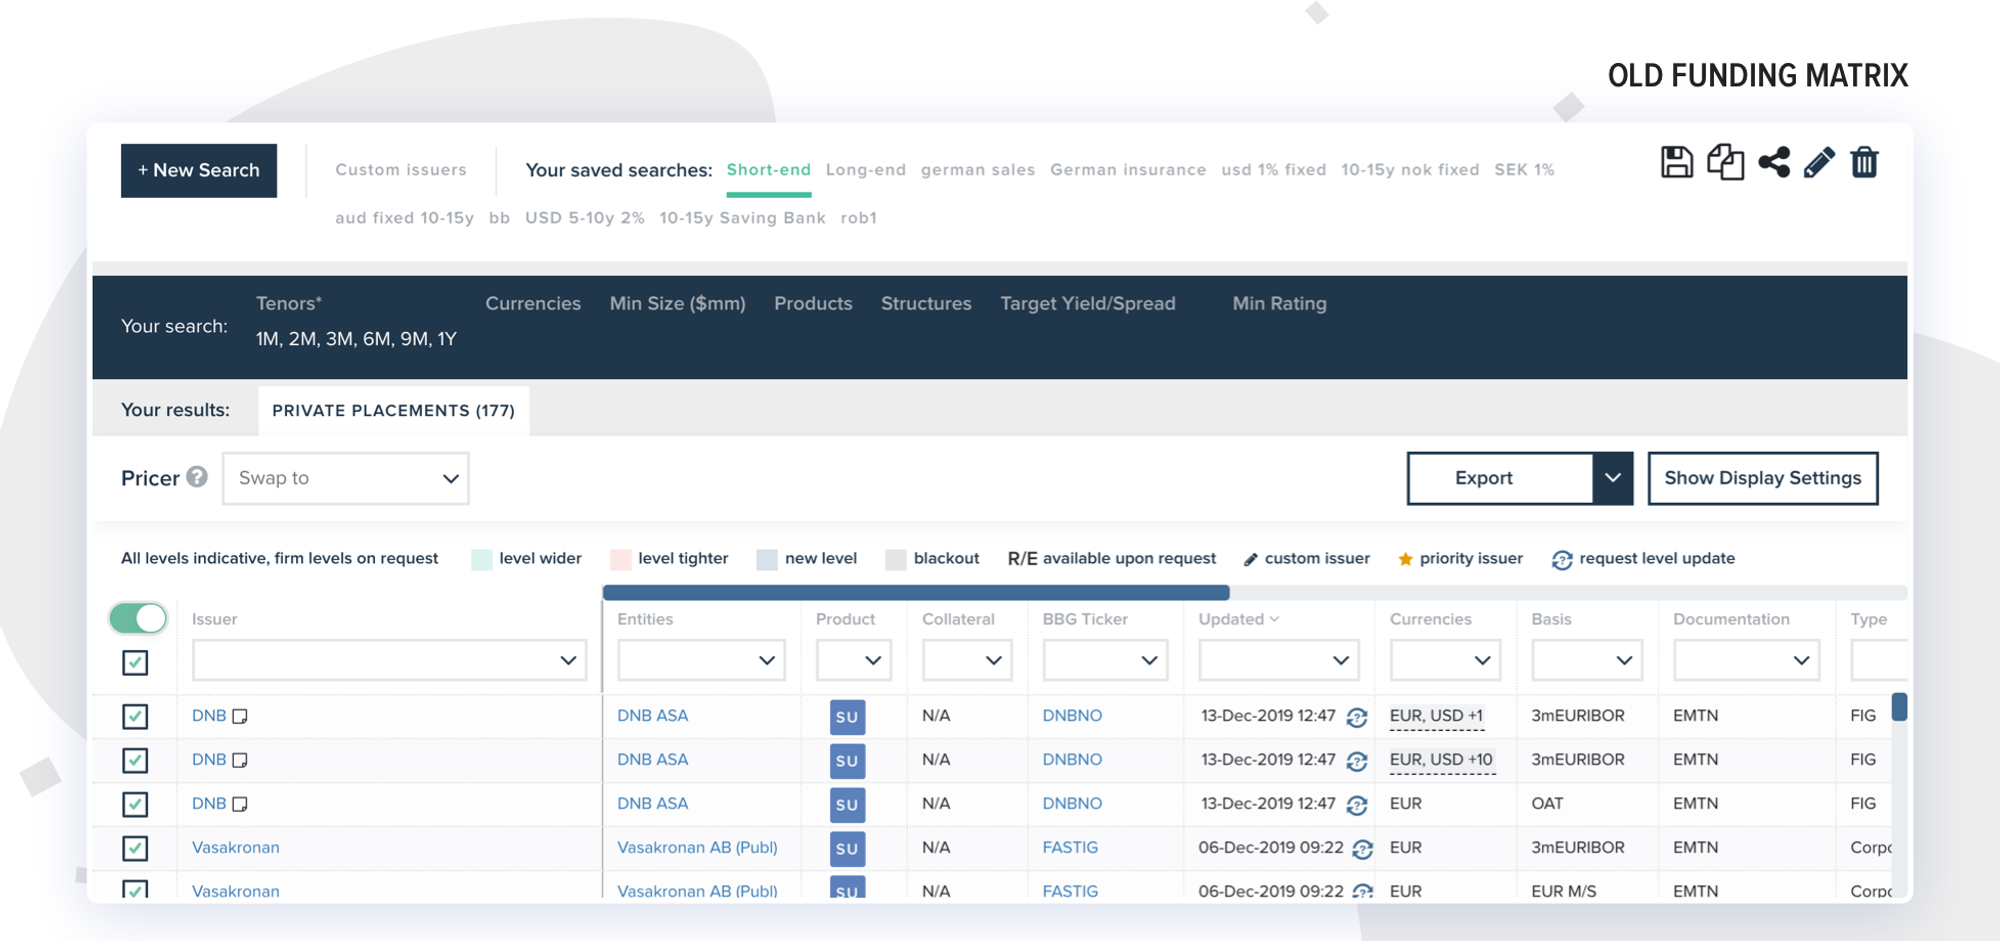 OLD FUNDING MATRIX
+ New Search
Custom issuers
Your saved searches: Short-end Long-end german sales German insurance usd 1% fixed 10-15y nok fixed SEK 1%
aud fixed 10-15y bb USD 5-10y 2% 10-15y Saving Bank rob1
Your search:
Tenors* Currencies Min Size ($mm) Products Structures Target Yield/Spread Min Rating
1M, 2M, 3M, 6M, 9M, 1Y
Your results: PRIVATE PLACEMENTS (177)
Pricer ? Swap to Export Show Display Settings
All levels indicative, firm levels on request level wider level tighter new level blackout R/E available upon request custom issuer priority issuer request level update
Issuer Entities Product Collateral BBG Ticker Updated Currencies Basis Documentation Type
DNB DNB ASA SU N/A DNBNO 13-Dec-2019 12:47 EUR, USD +1 3mEURIBOR EMTN FIG
DNB DNB ASA SU N/A DNBNO 13-Dec-2019 12:47 EUR, USD +10 3mEURIBOR EMTN FIG
DNB DNB ASA SU N/A DNBNO 13-Dec-2019 12:47 EUR OAT EMTN FIG
Vasakronan Vasakronan AB (Publ) SU N/A FASTIG 06-Dec-2019 09:22 EUR 3mEURIBOR EMTN Corpo
Vasakronan Vasakronan AB (Publ) SU N/A FASTIG 06-Dec-2019 09:22 EUR EUR M/S EMTN Corpo